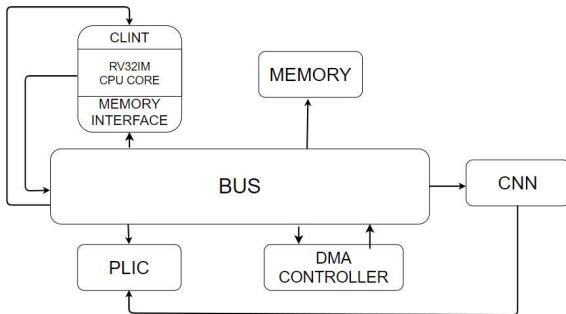 CLINT
RV32IM
CPU CORE
MEMORY
INTERFACE
MEMORY
BUS
CNN
PLIC
DMA
CONTROLLER